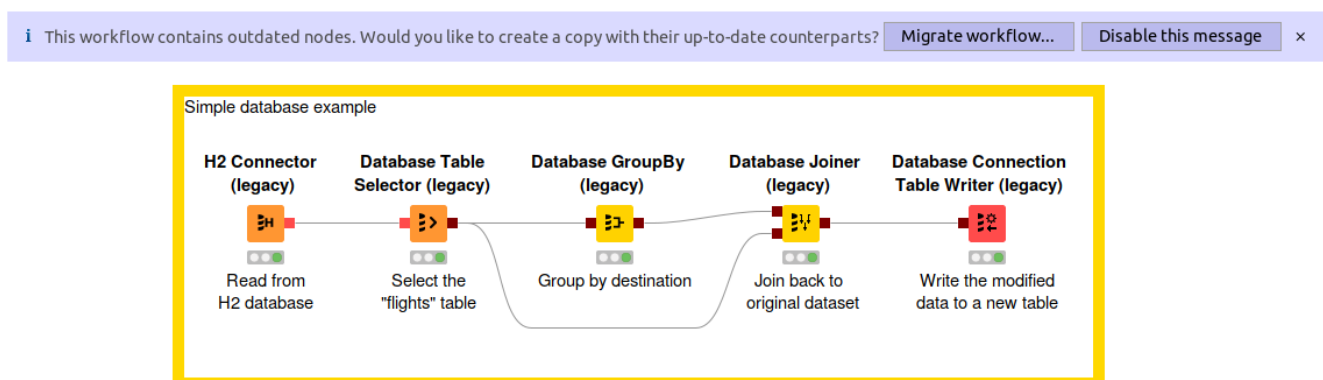 i This workflow contains outdated nodes. Would you like to create a copy with their up-to-date counterparts? Migrate workflow... Disable this message ×
Simple database example
H2 Connector
(legacy)
Database Table
Selector (legacy)
Database GroupBy
(legacy)
Database Joiner
(legacy)
Database Connection
Table Writer (legacy)
H
Read from
H2 database
Select the
"flights" table
Group by destination
Join back to
original dataset
Write the modified
data to a new table